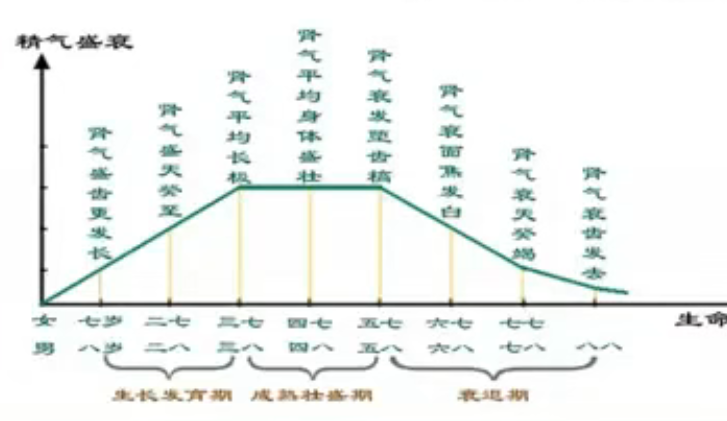 精气盛衰
肾气盛齿更发长
肾气盛天癸至
肾气平均长极
肾气平均身体盛壮
肾气衰发堕齿槁
肾气衰面焦发白
肾气衰天癸竭
肾气衰齿发去
女 七岁 二七 三七 四七 五七 六七 七七 生命
男 八岁 二八 三八 四八 五八 六八 七八 八八
生长发育期 成熟壮盛期 衰退期